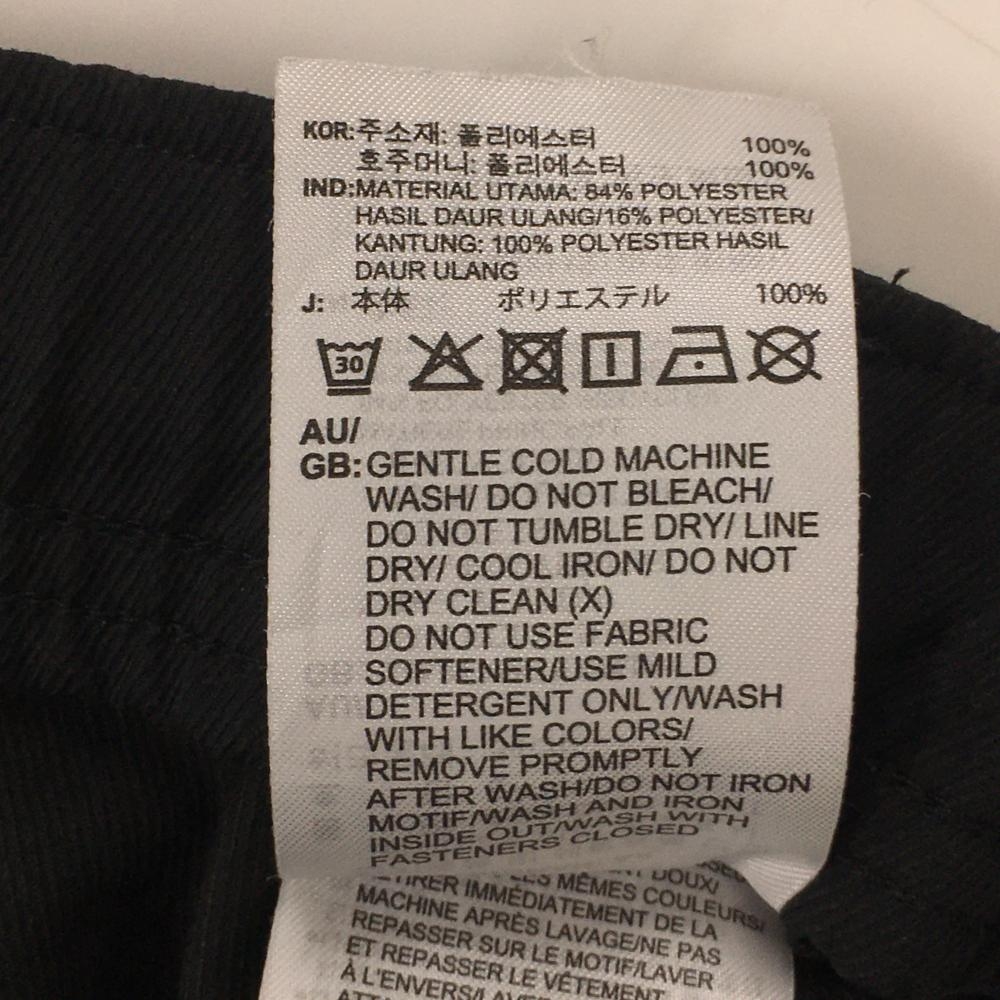 KOR:주소재: 폴리에스터 100%
호주머니: 폴리에스터 100%
IND:MATERIAL UTAMA: 84% POLYESTER
HASIL DAUR ULANG/16% POLYESTER/
KANTUNG: 100% POLYESTER HASIL
DAUR ULANG
J: 本体 ポリエステル 100%
30
AU/
GB:GENTLE COLD MACHINE
WASH/ DO NOT BLEACH/
DO NOT TUMBLE DRY/ LINE
DRY/ COOL IRON/ DO NOT
DRY CLEAN (X)
DO NOT USE FABRIC
SOFTENER/USE MILD
DETERGENT ONLY/WASH
WITH LIKE COLORS/
REMOVE PROMPTLY
AFTER WASH/DO NOT IRON
MOTIF/WASH AND IRON
INSIDE OUT/WASH WITH
FASTENERS CLOSED
DOUX/
LES MÊMES COULEURS/
IMMÉDIATEMENT DE LA
MACHINE APRÈS LAVAGE/NE PAS
REPASSER SUR LE MOTIF/LAVER
ET REPASSER LE VÊTEMENT
À L'ENVERS/